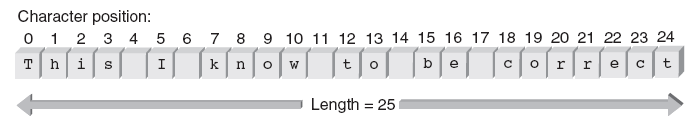 Character position:
0 1 2 3 4 5 6 7 8 9 10 11 12 13 14 15 16 17 18 19 20 21 22 23 24
T h i s   I   k n o w   t o   b e   c o r r e c t
Length = 25